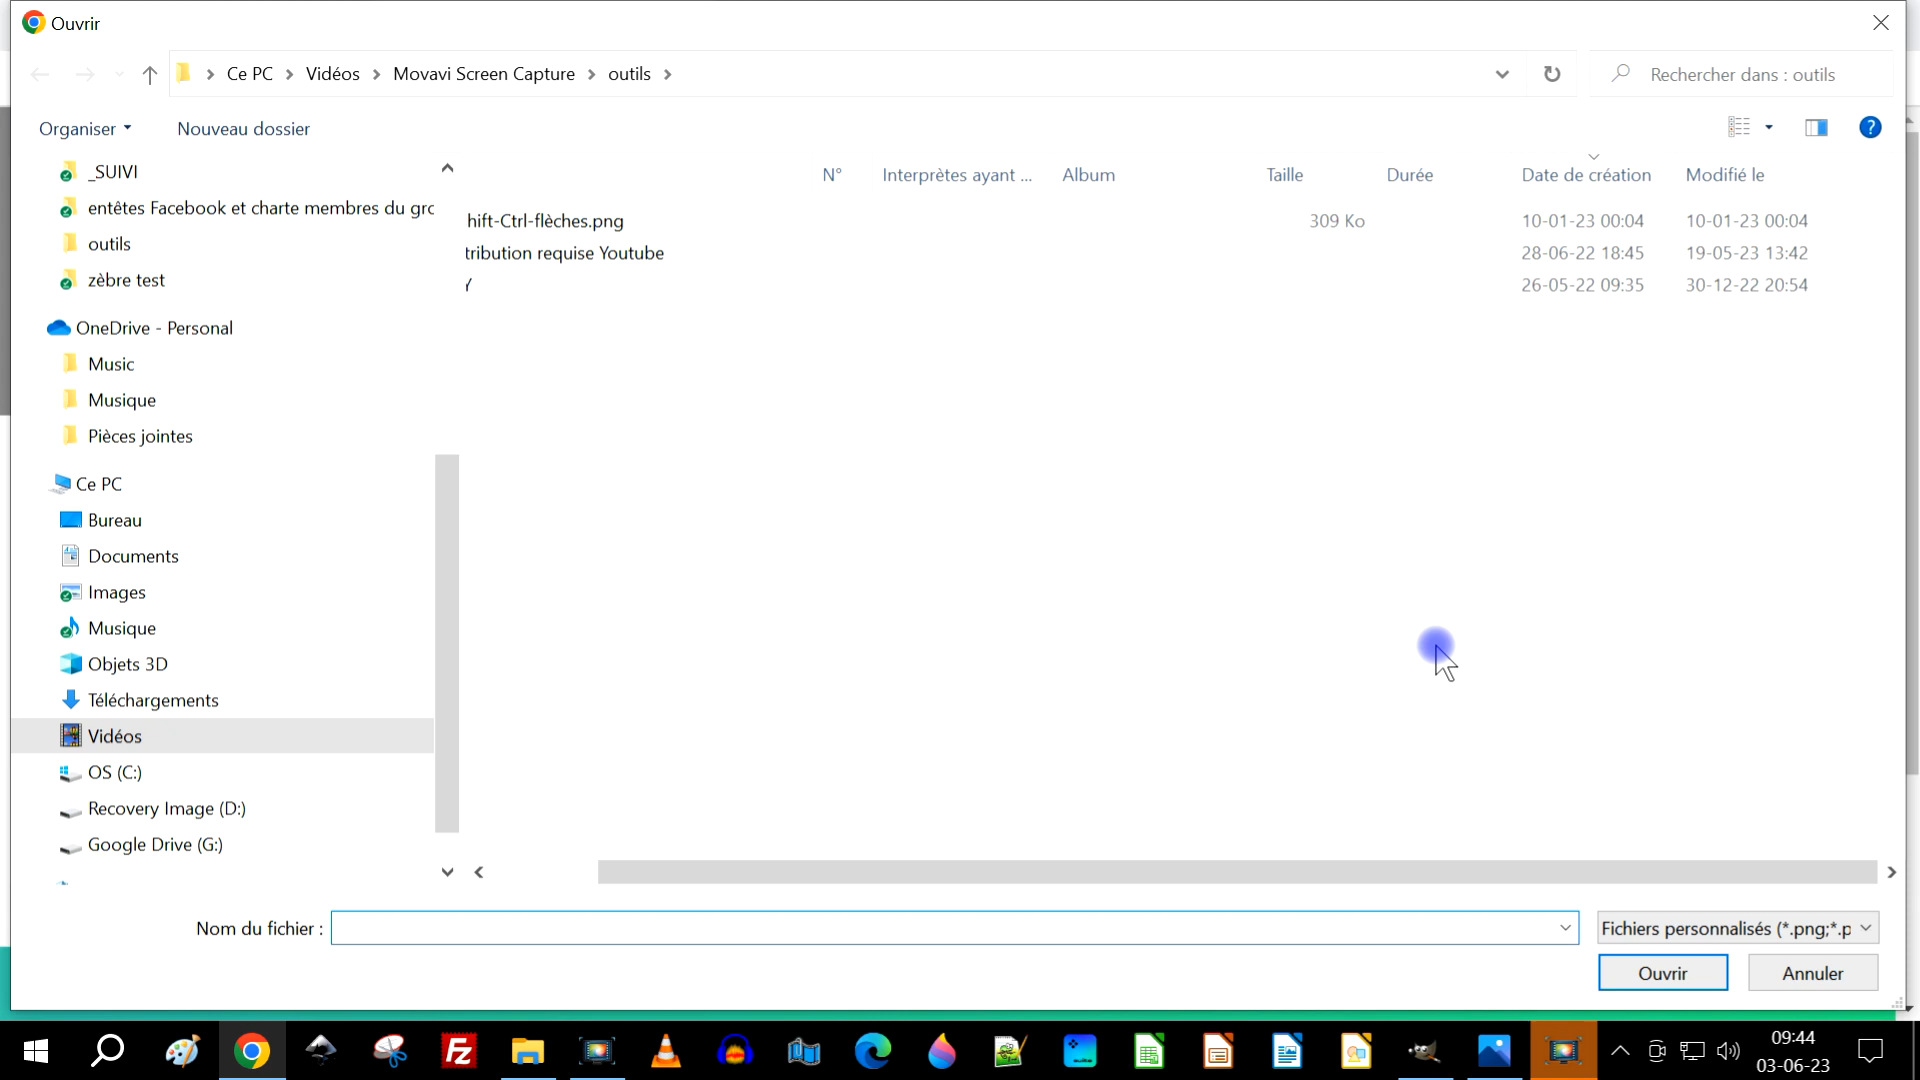 Ouvrir
Ce PC > Vidéos > Movavi Screen Capture > outils >
Rechercher dans : outils
Organiser
Nouveau dossier
N° Interprètes ayant ... Album Taille Durée Date de création Modifié le
hift-Ctrl-flèches.png 309 Ko 10-01-23 00:04 10-01-23 00:04
tribution requise Youtube 28-06-22 18:45 19-05-23 13:42
26-05-22 09:35 30-12-22 20:54
_SUIVI
entêtes Facebook et charte membres du grc
outils
zèbre test
OneDrive - Personal
Music
Musique
Pièces jointes
Ce PC
Bureau
Documents
Images
Musique
Objets 3D
Téléchargements
Vidéos
OS (C:)
Recovery Image (D:)
Google Drive (G:)
Nom du fichier :
Fichiers personnalisés (*.png;*.p
Ouvrir
Annuler
Fz
09:44
03-06-23